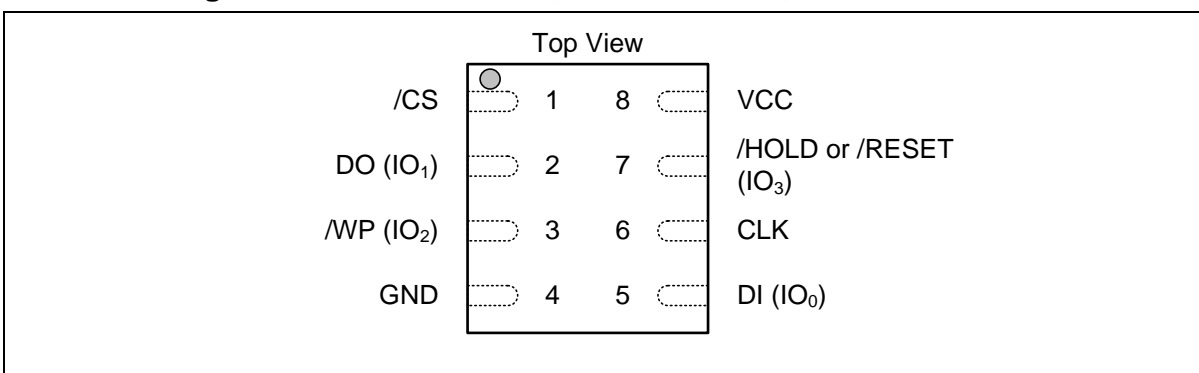 Top View
/CS 1 8 VCC
DO (IO₁) 2 7 /HOLD or /RESET
(IO₃)
/WP (IO₂) 3 6 CLK
GND 4 5 DI (IO₀)